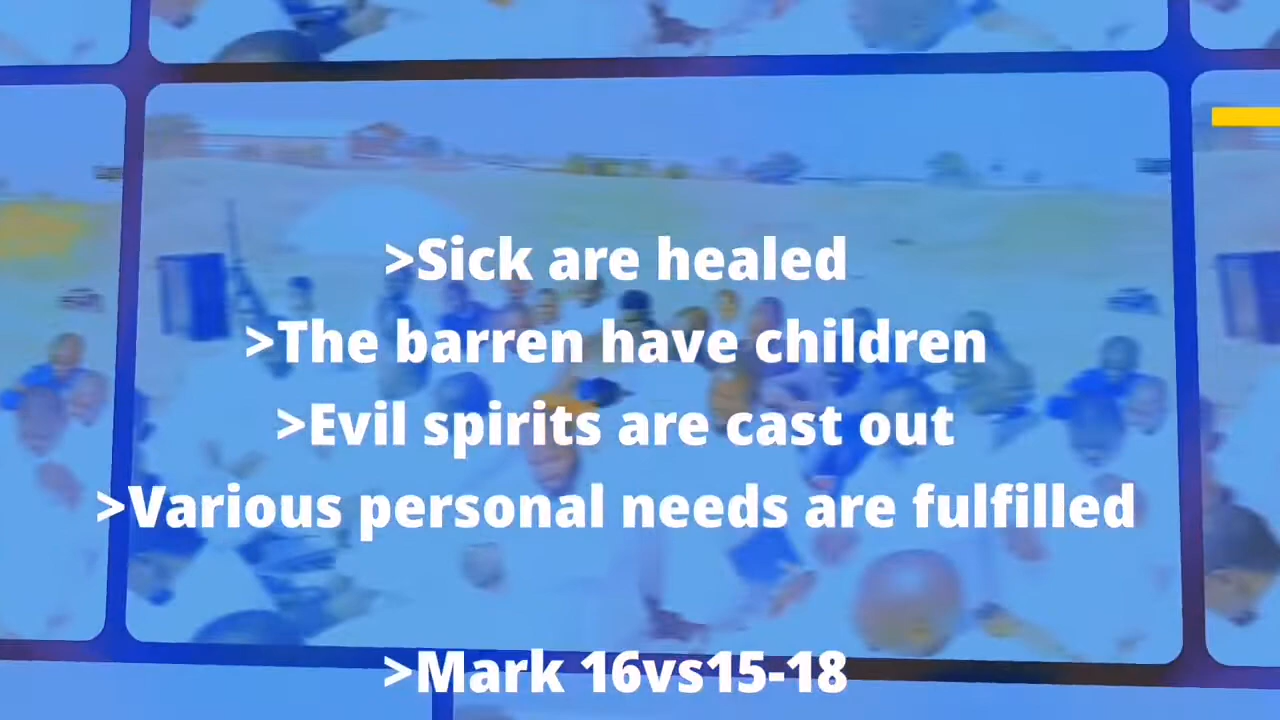 >Sick are healed
>The barren have children
>Evil spirits are cast out
>Various personal needs are fulfilled
>Mark 16vs15-18